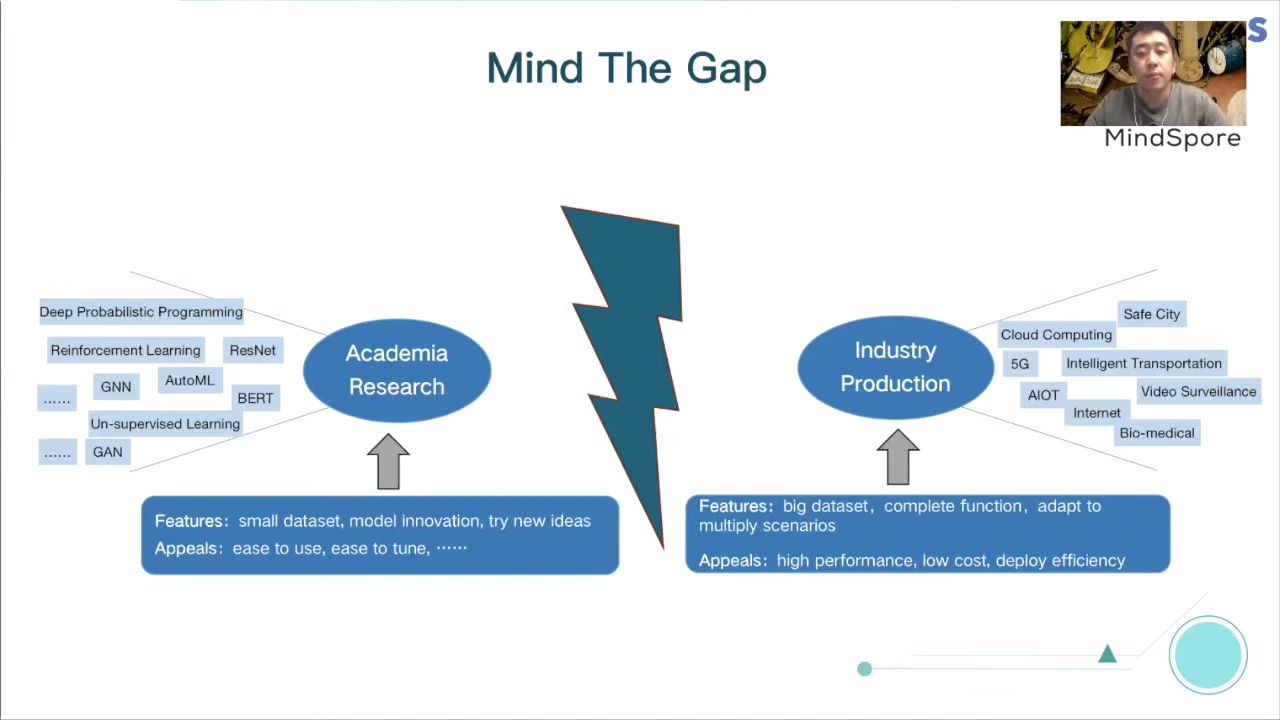 Mind The Gap
S
MindSpore
Deep Probabilistic Programming
Reinforcement Learning
ResNet
GNN
AutoML
……
BERT
Un-supervised Learning
……
GAN
Academia
Research
Features: small dataset, model innovation, try new ideas
Appeals: ease to use, ease to tune, ……
Industry
Production
Safe City
Cloud Computing
5G
Intelligent Transportation
AIOT
Video Surveillance
Internet
Bio-medical
Features: big dataset, complete function, adapt to
multiply scenarios
Appeals: high performance, low cost, deploy efficiency